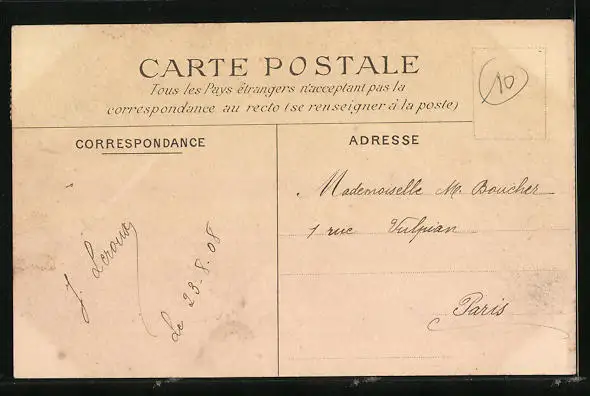 CARTE POSTALE
Tous les Pays étrangers n'acceptant pas la
correspondance au recto (se renseigner à la poste)
10
CORRESPONDANCE
ADRESSE
J. Leroux
Le 23-8-08
Mademoiselle M. Boucher
1 rue Vulpian
Paris